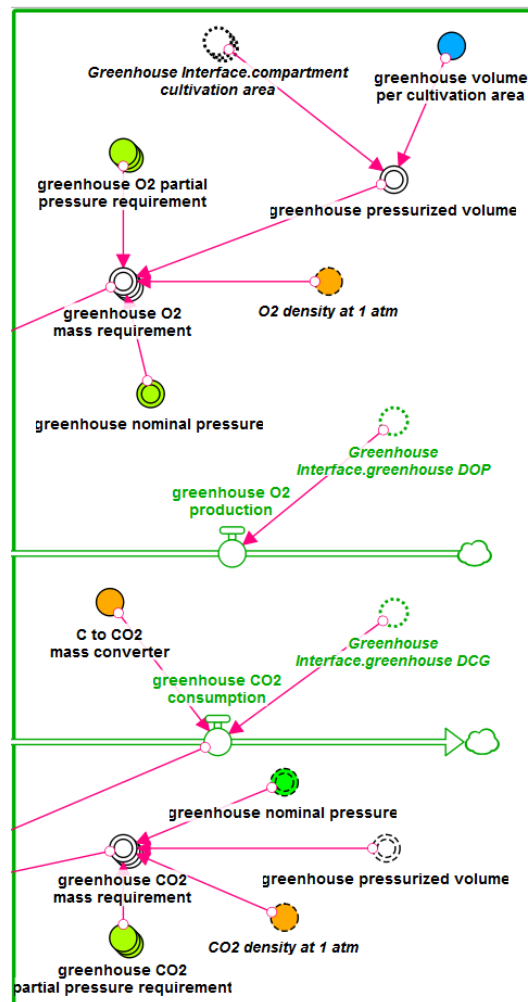 Greenhouse Interface.compartment
cultivation area
greenhouse volume
per cultivation area
greenhouse O2 partial
pressure requirement
greenhouse pressurized volume
greenhouse O2
mass requirement
O2 density at 1 atm
greenhouse nominal pressure
Greenhouse
Interface.greenhouse DOP
greenhouse O2
production
C to CO2
mass converter
Greenhouse
Interface.greenhouse DCG
greenhouse CO2
consumption
greenhouse nominal pressure
greenhouse pressurized volume
greenhouse CO2
mass requirement
CO2 density at 1 atm
greenhouse CO2
partial pressure requirement